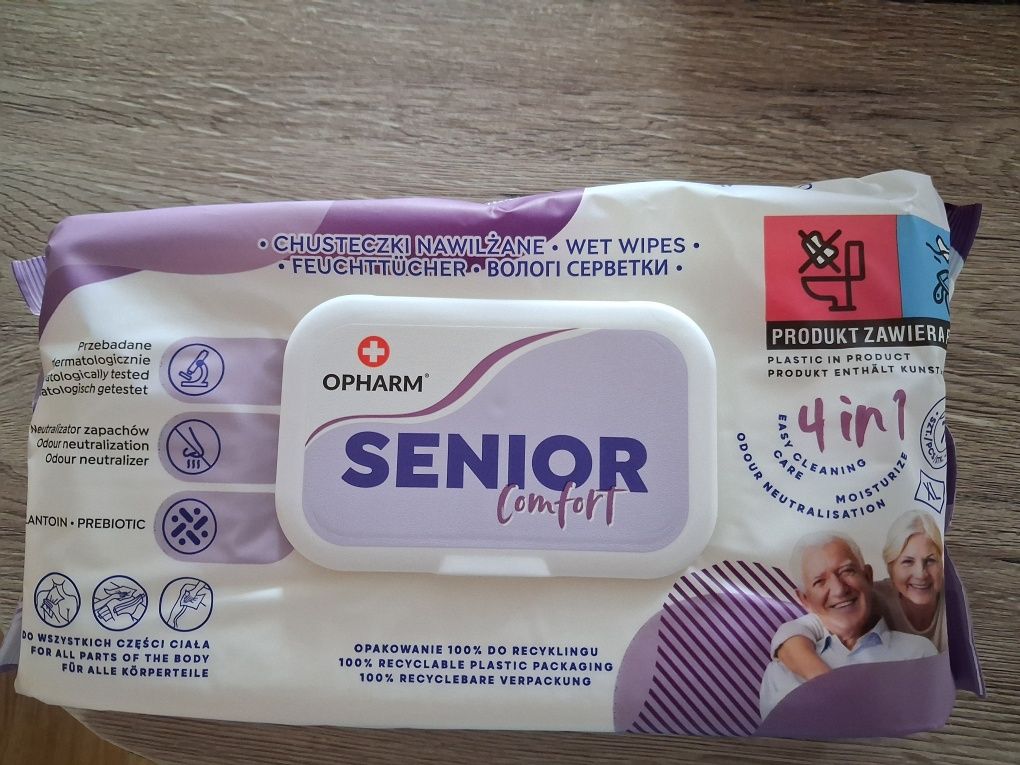 • CHUSTECZKI NAWILŻANE • WET WIPES •
• FEUCHTTÜCHER • ВОЛОГІ СЕРВЕТКИ •
Przebadane
dermatologicznie
tested
getestet
Neutralizator zapachów
Odour neutralization
Odour neutralizer
• PREBIOTIC
DO WSZYSTKICH CZĘŚCI CIAŁA
FOR ALL PARTS OF THE BODY
FÜR ALLE KÖRPERTEILE
OPHARM®
SENIOR
Comfort
OPAKOWANIE 100% DO RECYKLINGU
100% RECYCLABLE PLASTIC PACKAGING
100% RECYCLEBARE VERPACKUNG
PRODUKT ZAWIERA
PLASTIC IN PRODUCT
PRODUKT ENTHÄLT
4 in 1
EASY CLEANING
CARE
MOISTURIZE
ODOUR NEUTRALISATION
XL